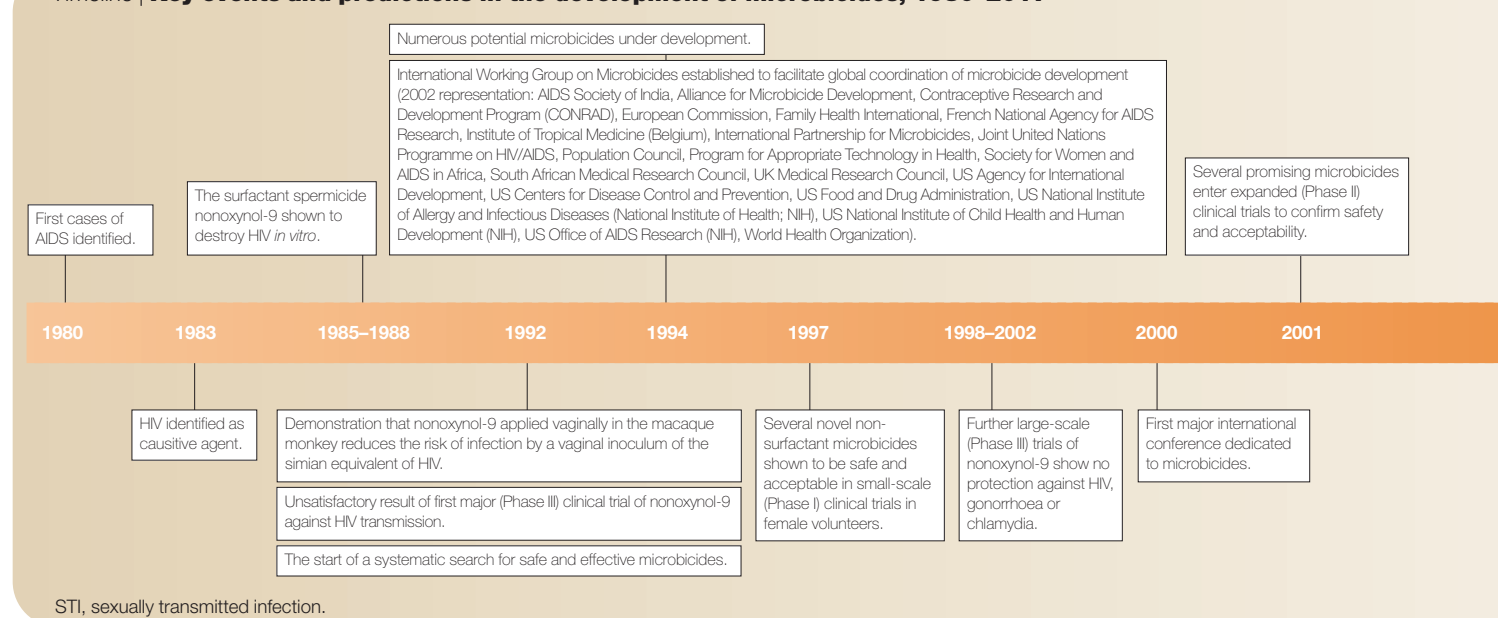 Numerous potential microbicides under development.
International Working Group on Microbicides established to facilitate global coordination of microbicide development
(2002 representation: AIDS Society of India, Alliance for Microbicide Development, Contraceptive Research and
Development Program (CONRAD), European Commission, Family Health International, French National Agency for AIDS
Research, Institute of Tropical Medicine (Belgium), International Partnership for Microbicides, Joint United Nations
Programme on HIV/AIDS, Population Council, Program for Appropriate Technology in Health, Society for Women and
AIDS in Africa, South African Medical Research Council, UK Medical Research Council, US Agency for International
Development, US Centers for Disease Control and Prevention, US Food and Drug Administration, US National Institute
of Allergy and Infectious Diseases (National Institute of Health; NIH), US National Institute of Child Health and Human
Development (NIH), US Office of AIDS Research (NIH), World Health Organization).
First cases of
AIDS identified.
The surfactant spermicide
nonoxynol-9 shown to
destroy HIV in vitro.
Several promising microbicides
enter expanded (Phase II)
clinical trials to confirm safety
and acceptability.
1980 1983 1985–1988 1992 1994 1997 1998–2002 2000 2001
HIV identified as
causitive agent.
Demonstration that nonoxynol-9 applied vaginally in the macaque
monkey reduces the risk of infection by a vaginal inoculum of the
simian equivalent of HIV.
Unsatisfactory result of first major (Phase III) clinical trial of nonoxynol-9
against HIV transmission.
The start of a systematic search for safe and effective microbicides.
Several novel non-
surfactant microbicides
shown to be safe and
acceptable in small-scale
(Phase I) clinical trials in
female volunteers.
Further large-scale
(Phase III) trials of
nonoxynol-9 show no
protection against HIV,
gonorrhoea or
chlamydia.
First major international
conference dedicated
to microbicides.
STI, sexually transmitted infection.